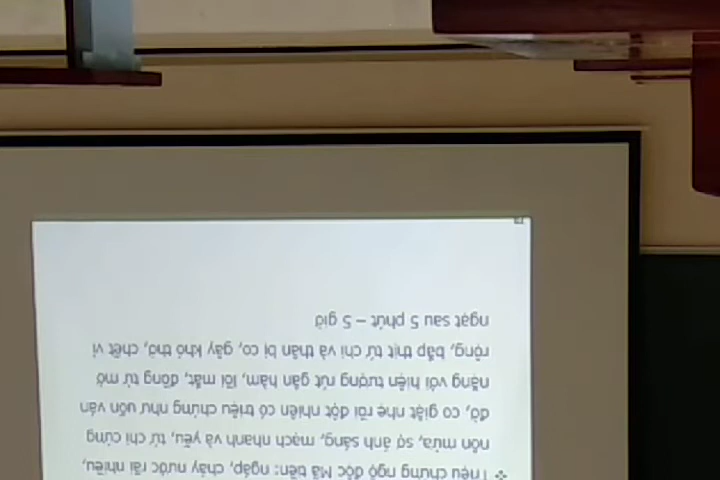 ❖ Triệu chứng ngộ độc Mã tiền: ngáp, chảy nước rãi nhiều,
nôn mửa, sợ ánh sáng, mạch nhanh và yếu, tứ chi cứng
đờ, co giật nhẹ rồi đột nhiên có triệu chứng như uốn ván
nặng với hiện tượng rút gân hàm, lồi mắt, đồng tử mở
rộng, bắp thịt tứ chi và thân bị co, gây khó thở, chết vì
ngạt sau 5 phút – 5 giờ